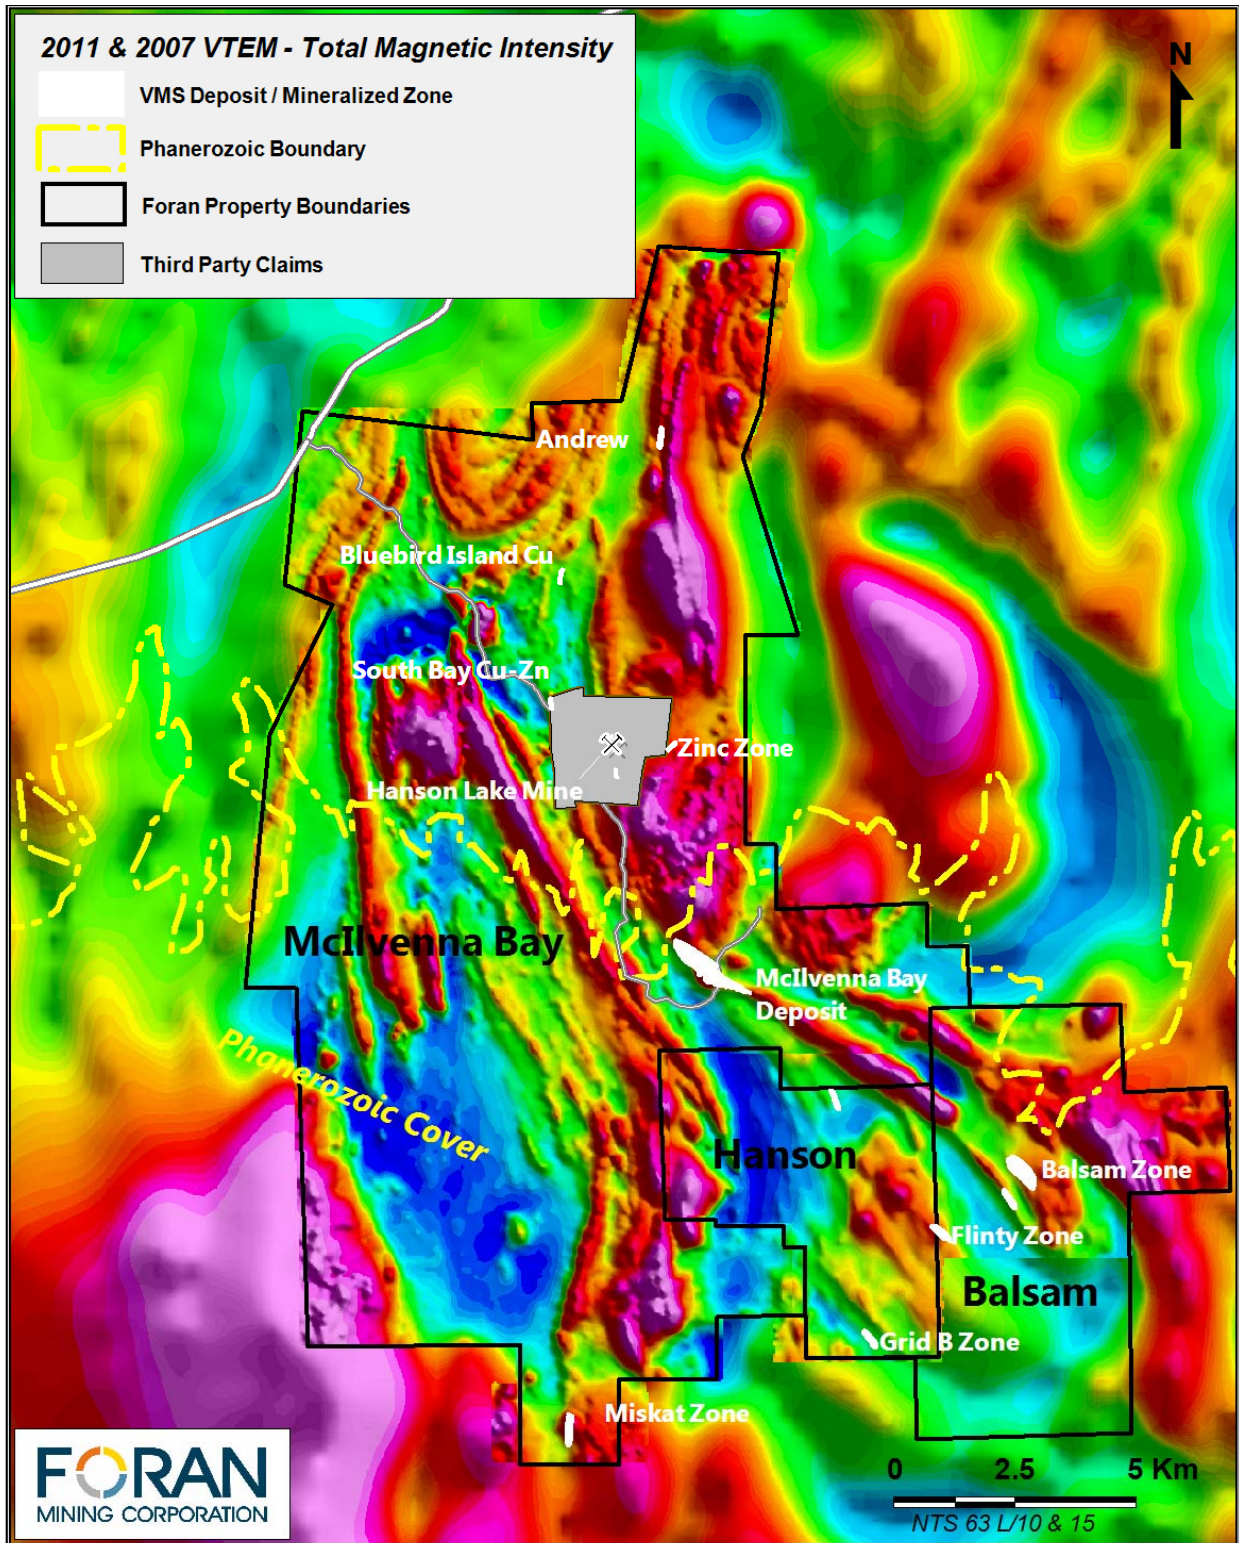 2011 & 2007 VTEM - Total Magnetic Intensity
VMS Deposit / Mineralized Zone
Phanerozoic Boundary
Foran Property Boundaries
Third Party Claims
N
Andrew
Bluebird Island Cu
South Bay Cu-Zn
Zinc Zone
Hanson Lake Mine
McIlvenna Bay
McIlvenna Bay
Deposit
Phanerozoic Cover
Hanson
Balsam Zone
Flinty Zone
Balsam
Grid B Zone
Miskat Zone
0 2.5 5 Km
NTS 63 L/10 & 15
FORAN
MINING CORPORATION